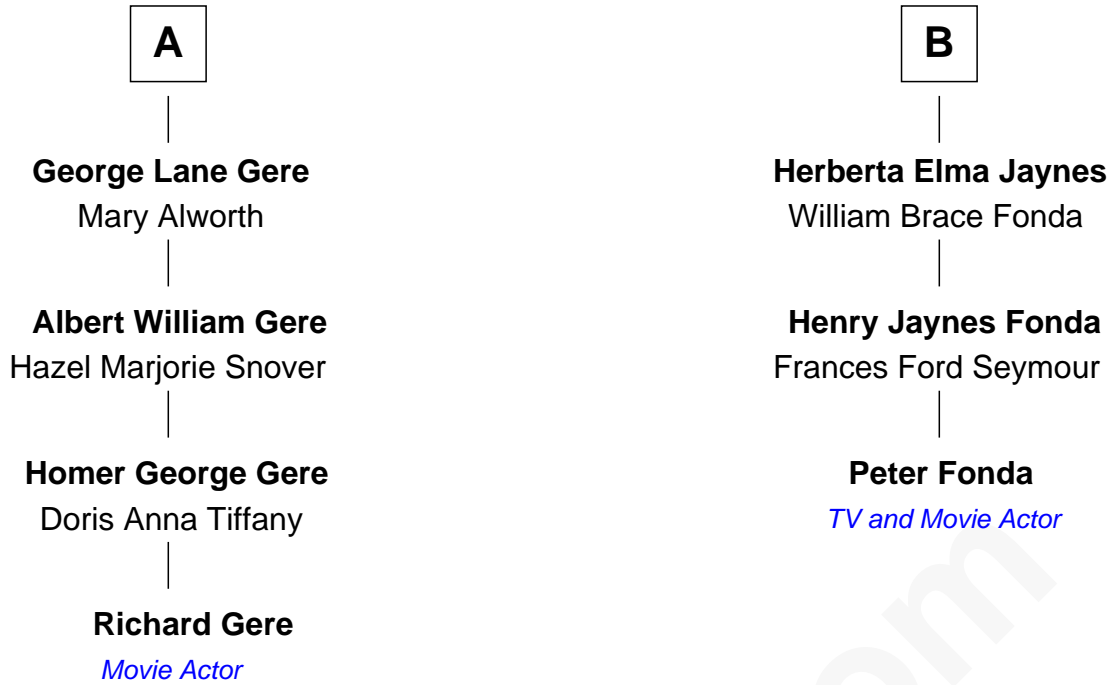 A
George Lane Gere
Mary Alworth
Albert William Gere
Hazel Marjorie Snover
Homer George Gere
Doris Anna Tiffany
Richard Gere
Movie Actor
B
Herberta Elma Jaynes
William Brace Fonda
Henry Jaynes Fonda
Frances Ford Seymour
Peter Fonda
TV and Movie Actor
om